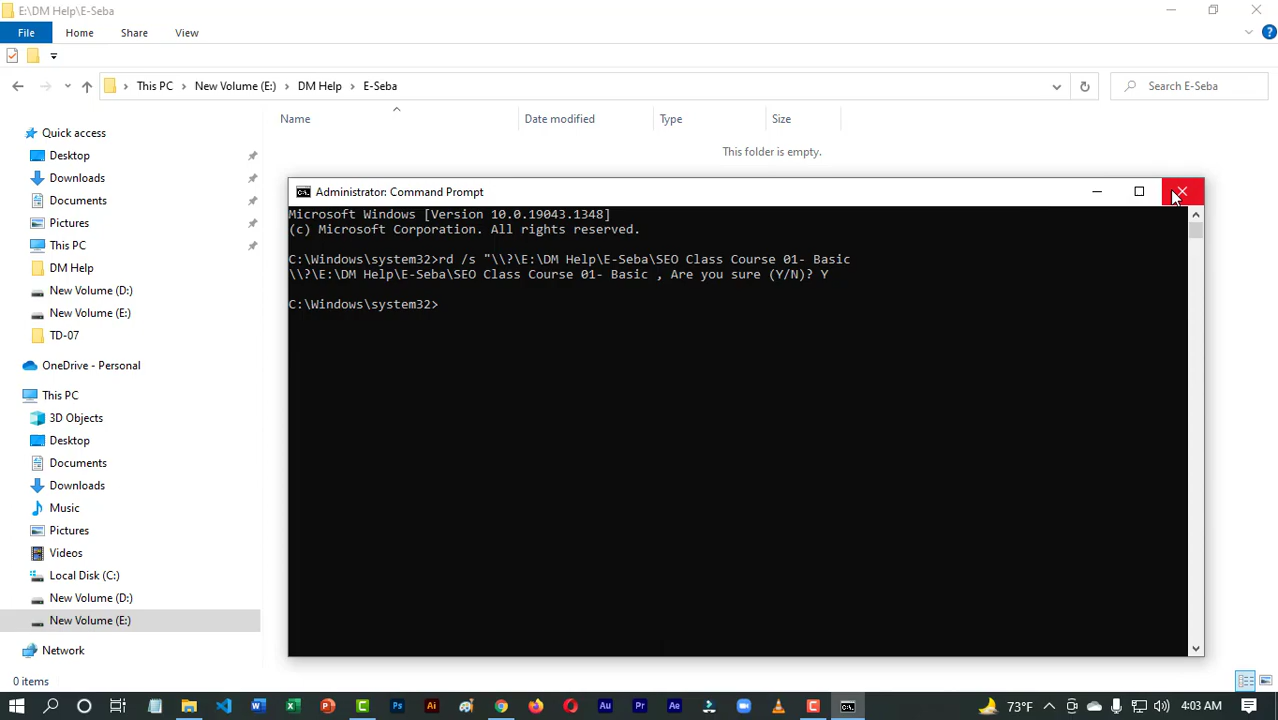 E:\DM Help\E-Seba
File Home Share View
This PC New Volume (E:) DM Help E-Seba
Search E-Seba
Name Date modified Type Size
This folder is empty.
Quick access
Desktop
Downloads
Documents
Pictures
This PC
DM Help
New Volume (D:)
New Volume (E:)
TD-07
OneDrive - Personal
This PC
3D Objects
Desktop
Documents
Downloads
Music
Pictures
Videos
Local Disk (C:)
New Volume (D:)
New Volume (E:)
Network
0 items
Administrator: Command Prompt
Microsoft Windows [Version 10.0.19043.1348]
(c) Microsoft Corporation. All rights reserved.
C:\Windows\system32>rd /s "\\?\E:\DM Help\E-Seba\SEO Class Course 01- Basic
\\?\E:\DM Help\E-Seba\SEO Class Course 01- Basic , Are you sure (Y/N)? Y
C:\Windows\system32>
73°F 4:03 AM